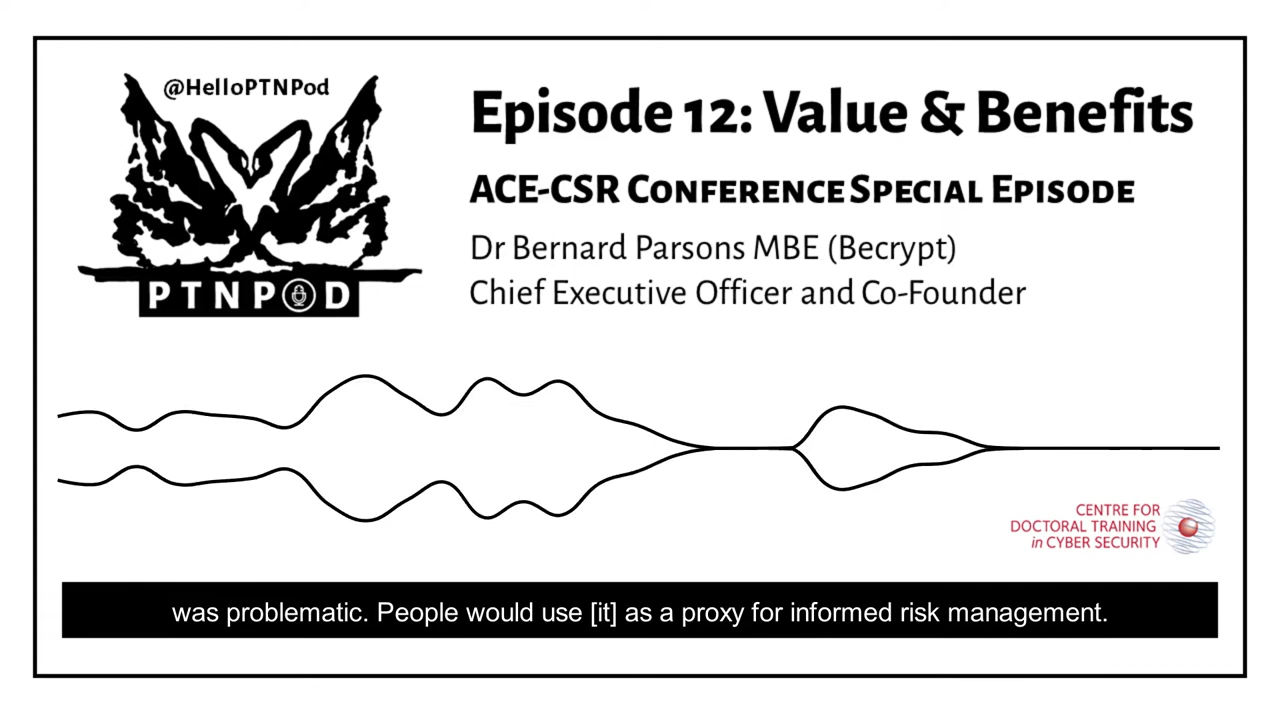 @HelloPTNPod
PTNPOD
Episode 12: Value & Benefits
ACE-CSR Conference Special Episode
Dr Bernard Parsons MBE (Becrypt)
Chief Executive Officer and Co-Founder
CENTRE FOR
DOCTORAL TRAINING
in CYBER SECURITY
was problematic. People would use [it] as a proxy for informed risk management.